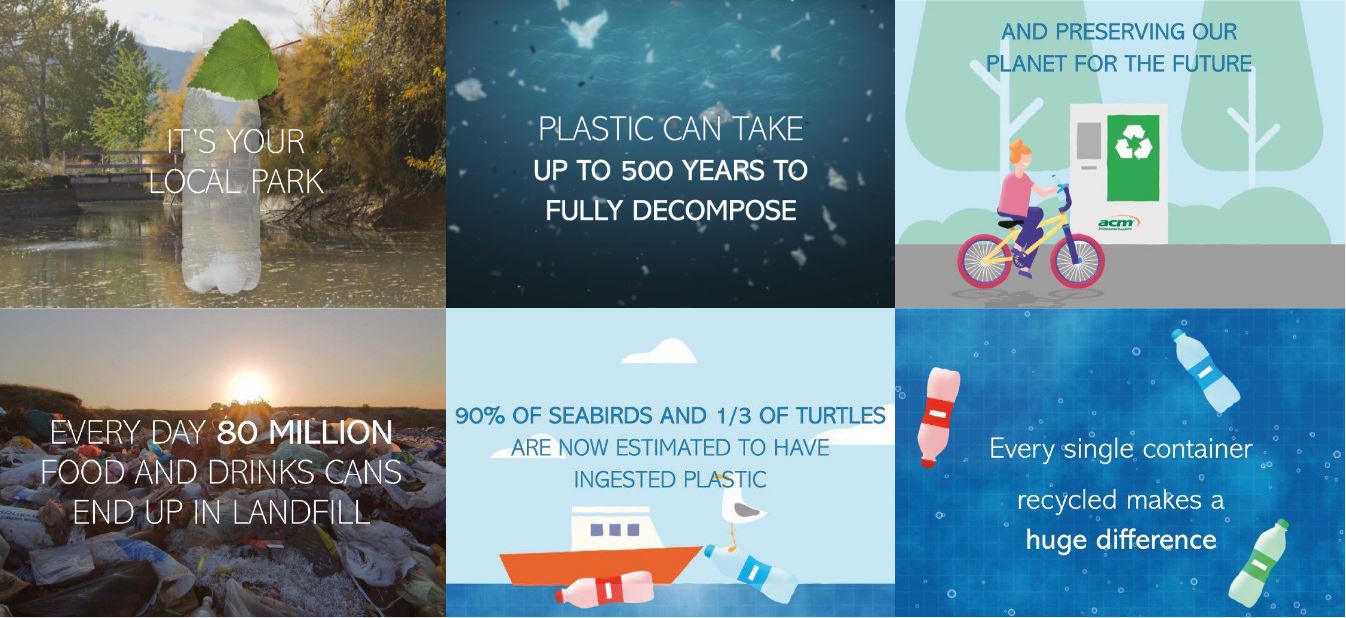 IT'S YOUR
LOCAL PARK
PLASTIC CAN TAKE
UP TO 500 YEARS TO
FULLY DECOMPOSE
AND PRESERVING OUR
PLANET FOR THE FUTURE
acm
EVERY DAY 80 MILLION
FOOD AND DRINKS CANS
END UP IN LANDFILL
90% OF SEABIRDS AND 1/3 OF TURTLES
ARE NOW ESTIMATED TO HAVE
INGESTED PLASTIC
Every single container
recycled makes a
huge difference